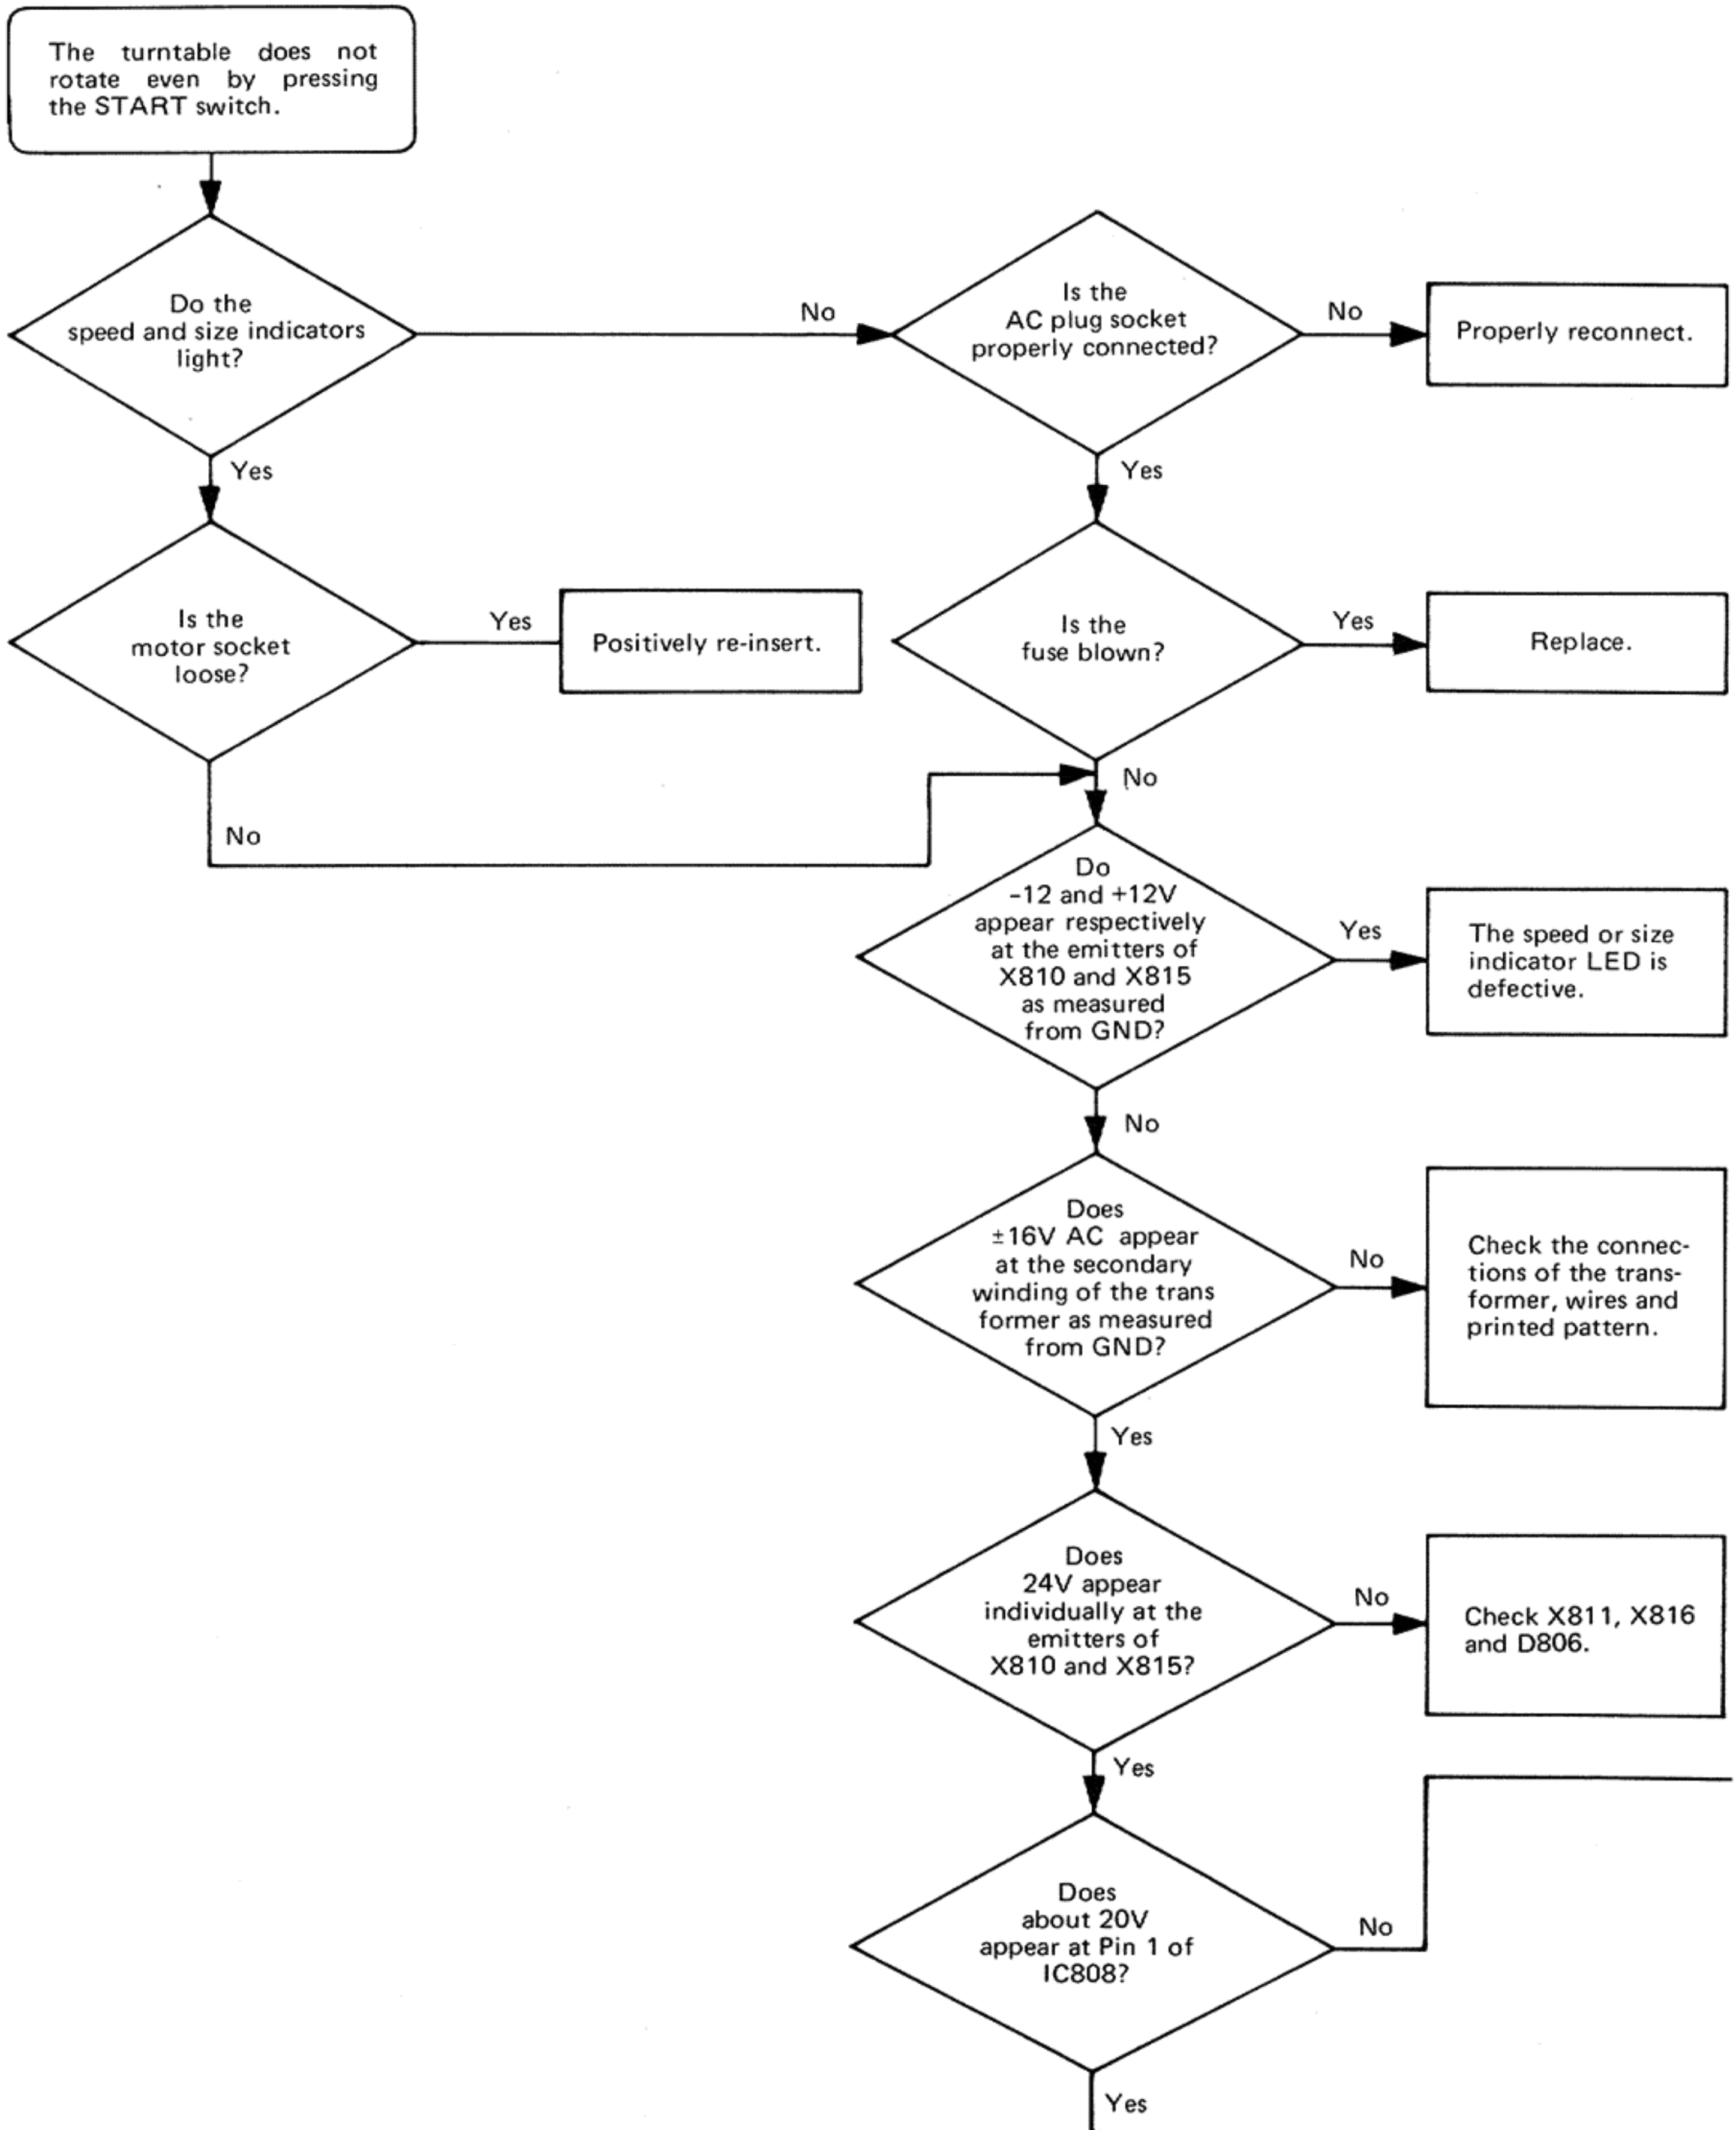 The turntable does not
rotate even by pressing
the START switch.
Do the
speed and size indicators
light?
No
Is the
AC plug socket
properly connected?
No
Properly reconnect.
Yes
Yes
Is the
motor socket
loose?
Yes
Positively re-insert.
Is the
fuse blown?
Yes
Replace.
No
No
Do
-12 and +12V
appear respectively
at the emitters of
X810 and X815
as measured
from GND?
Yes
The speed or size
indicator LED is
defective.
No
Does
±16V AC appear
at the secondary
winding of the trans
former as measured
from GND?
No
Check the connec-
tions of the trans-
former, wires and
printed pattern.
Yes
Does
24V appear
individually at the
emitters of
X810 and X815?
No
Check X811, X816
and D806.
Yes
Does
about 20V
appear at Pin 1 of
IC808?
No
Yes